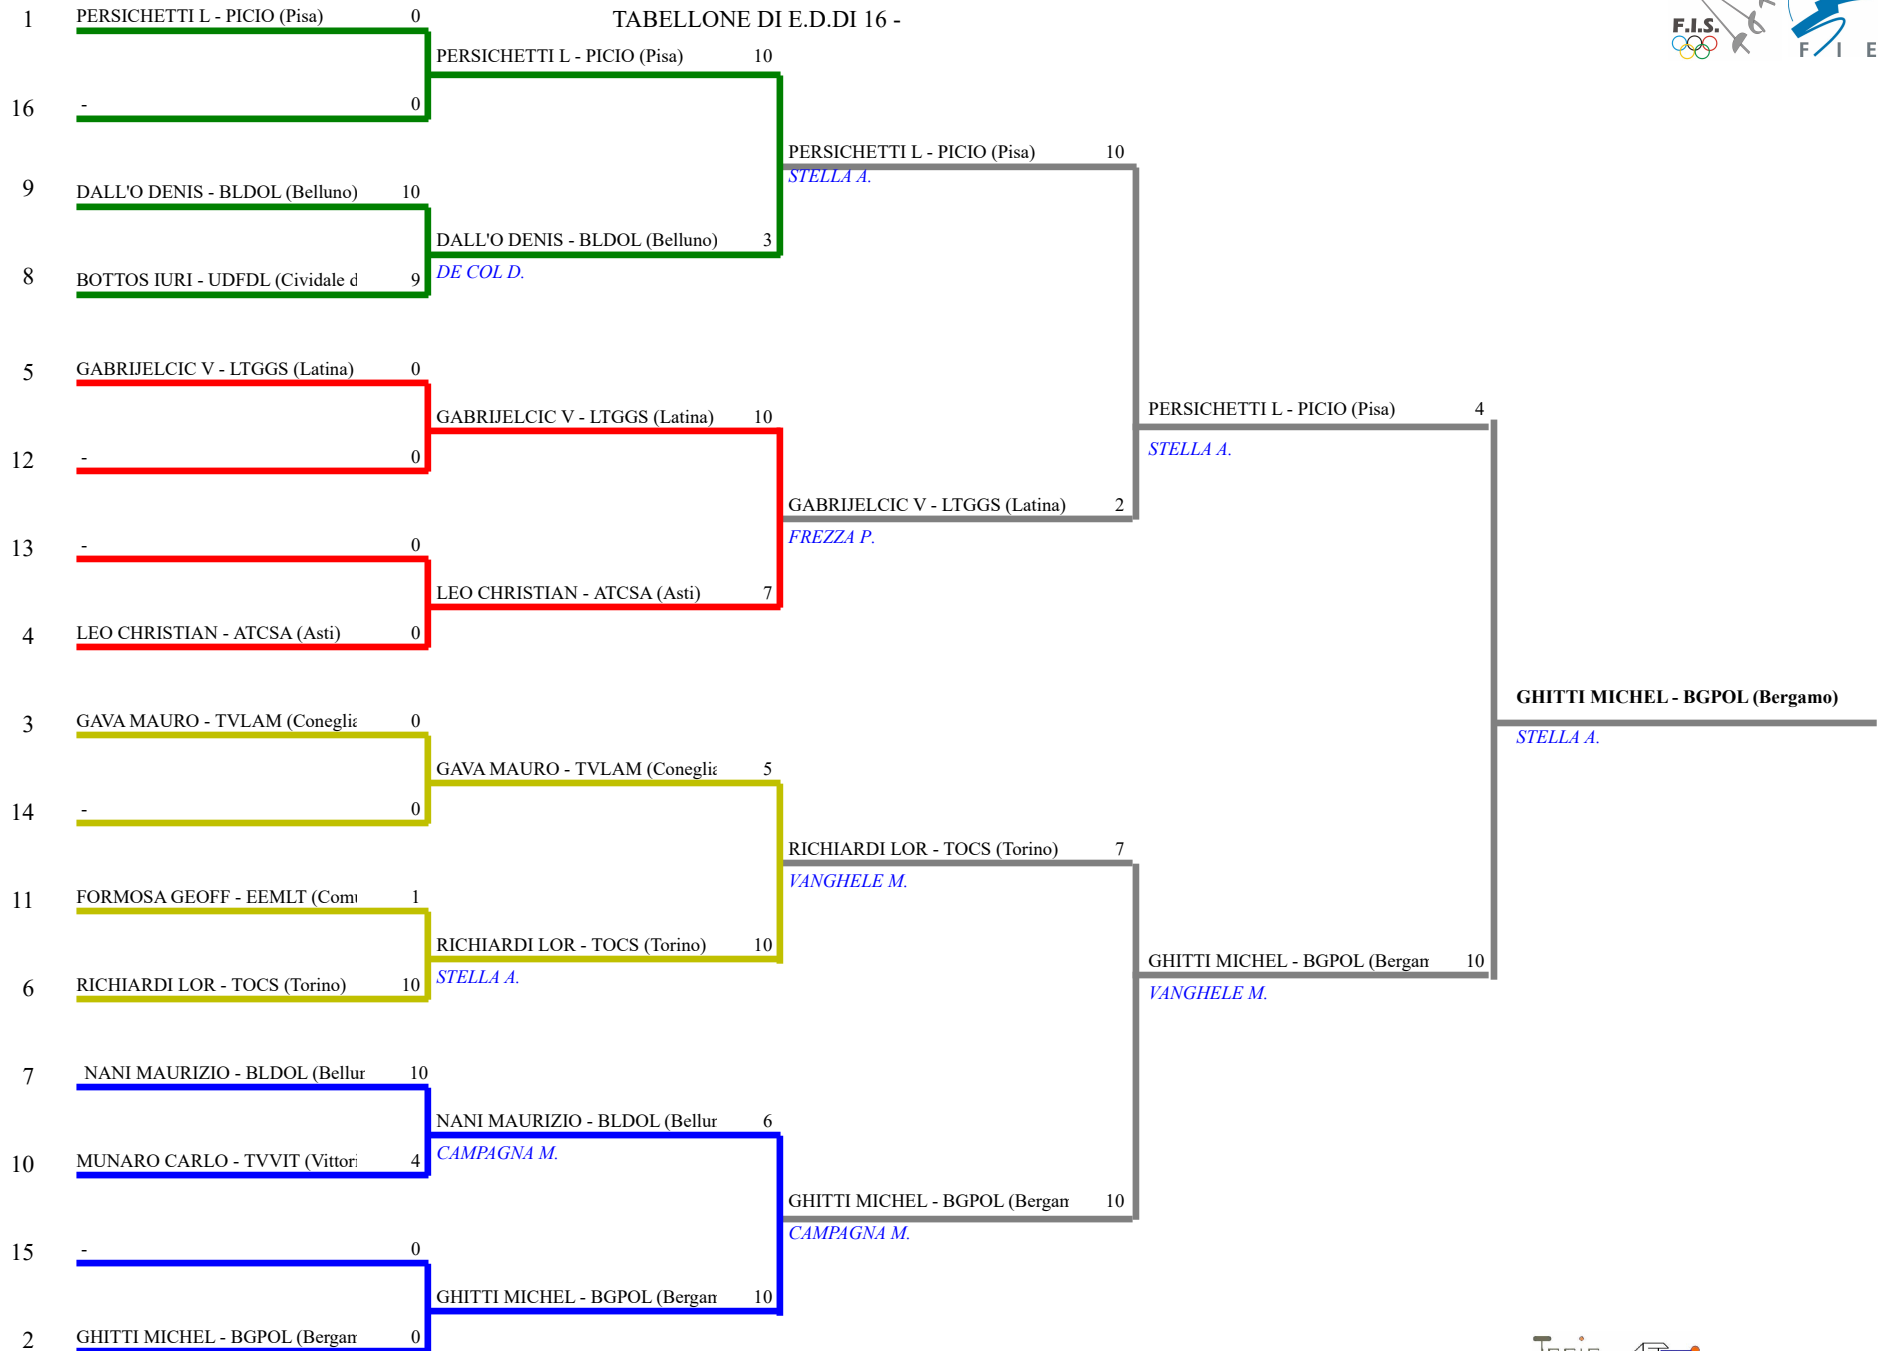 TABELLONE DI E.D.DI 16 -
F.I.S.
F I E
1 PERSICHETTI L - PICIO (Pisa) 0
PERSICHETTI L - PICIO (Pisa) 10
16 - 0
PERSICHETTI L - PICIO (Pisa) 10
STELLA A.
9 DALL'O DENIS - BLDOL (Belluno) 10
DALL'O DENIS - BLDOL (Belluno) 3
DE COL D.
8 BOTTOS IURI - UDFDL (Cividale d 9
5 GABRIJELCIC V - LTGGS (Latina) 0
PERSICHETTI L - PICIO (Pisa) 4
GABRIJELCIC V - LTGGS (Latina) 10
STELLA A.
12 - 0
GABRIJELCIC V - LTGGS (Latina) 2
FREZZA P.
13 - 0
LEO CHRISTIAN - ATCSA (Asti) 7
4 LEO CHRISTIAN - ATCSA (Asti) 0
GHITTI MICHEL - BGPOL (Bergamo)
3 GAVA MAURO - TVLAM (Coneglia 0
STELLA A.
GAVA MAURO - TVLAM (Coneglia 5
14 - 0
RICHIARDI LOR - TOCS (Torino) 7
VANGHELE M.
11 FORMOSA GEOFF - EEMLT (Comu 1
RICHIARDI LOR - TOCS (Torino) 10
GHITTI MICHEL - BGPOL (Bergam 10
STELLA A.
6 RICHIARDI LOR - TOCS (Torino) 10
VANGHELE M.
7 NANI MAURIZIO - BLDOL (Bellun 10
NANI MAURIZIO - BLDOL (Bellun 6
CAMPAGNA M.
10 MUNARO CARLO - TVVIT (Vittori 4
GHITTI MICHEL - BGPOL (Bergam 10
CAMPAGNA M.
15 - 0
GHITTI MICHEL - BGPOL (Bergam 10
2 GHITTI MICHEL - BGPOL (Bergam 0